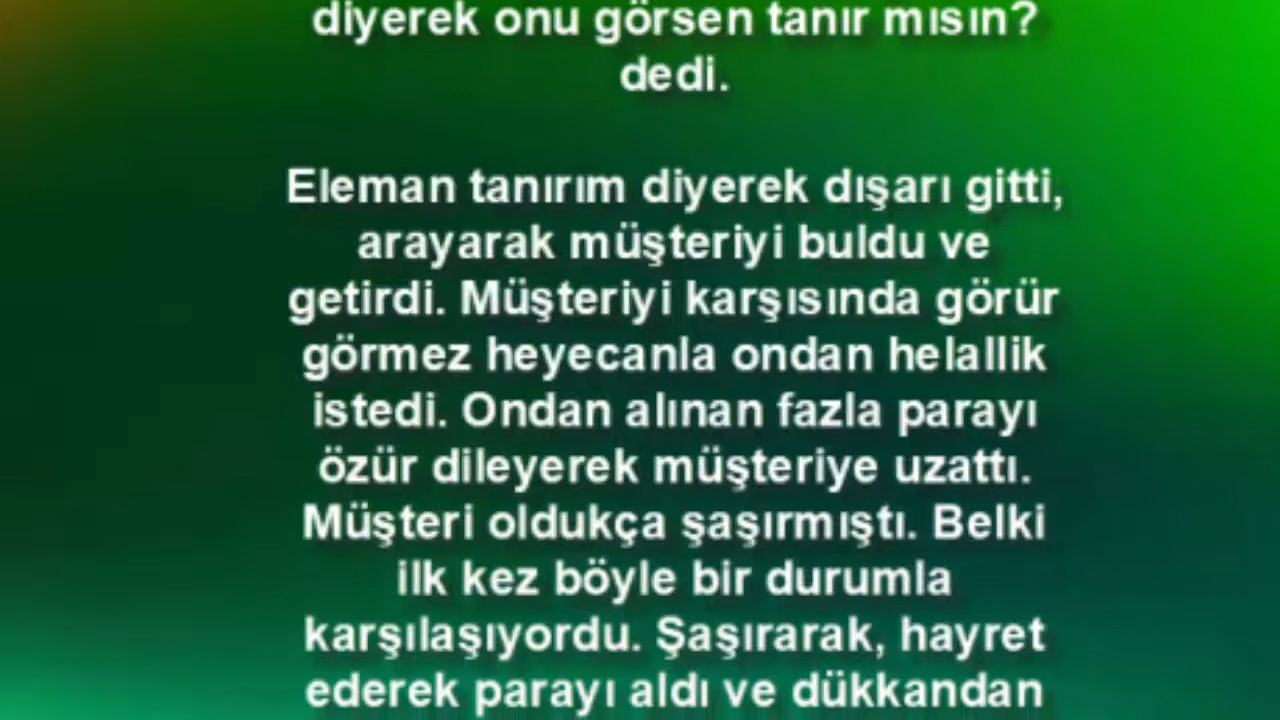 diyerek onu görsen tanır mısın?
dedi.
Eleman tanırım diyerek dışarı gitti,
arayarak müşteriyi buldu ve
getirdi. Müşteriyi karşısında görür
görmez heyecanla ondan helallik
istedi. Ondan alınan fazla parayı
özür dileyerek müşteriye uzattı.
Müşteri oldukça şaşırmıştı. Belki
ilk kez böyle bir durumla
karşılaşıyordu. Şaşırarak, hayret
ederek parayı aldı ve dükkandan